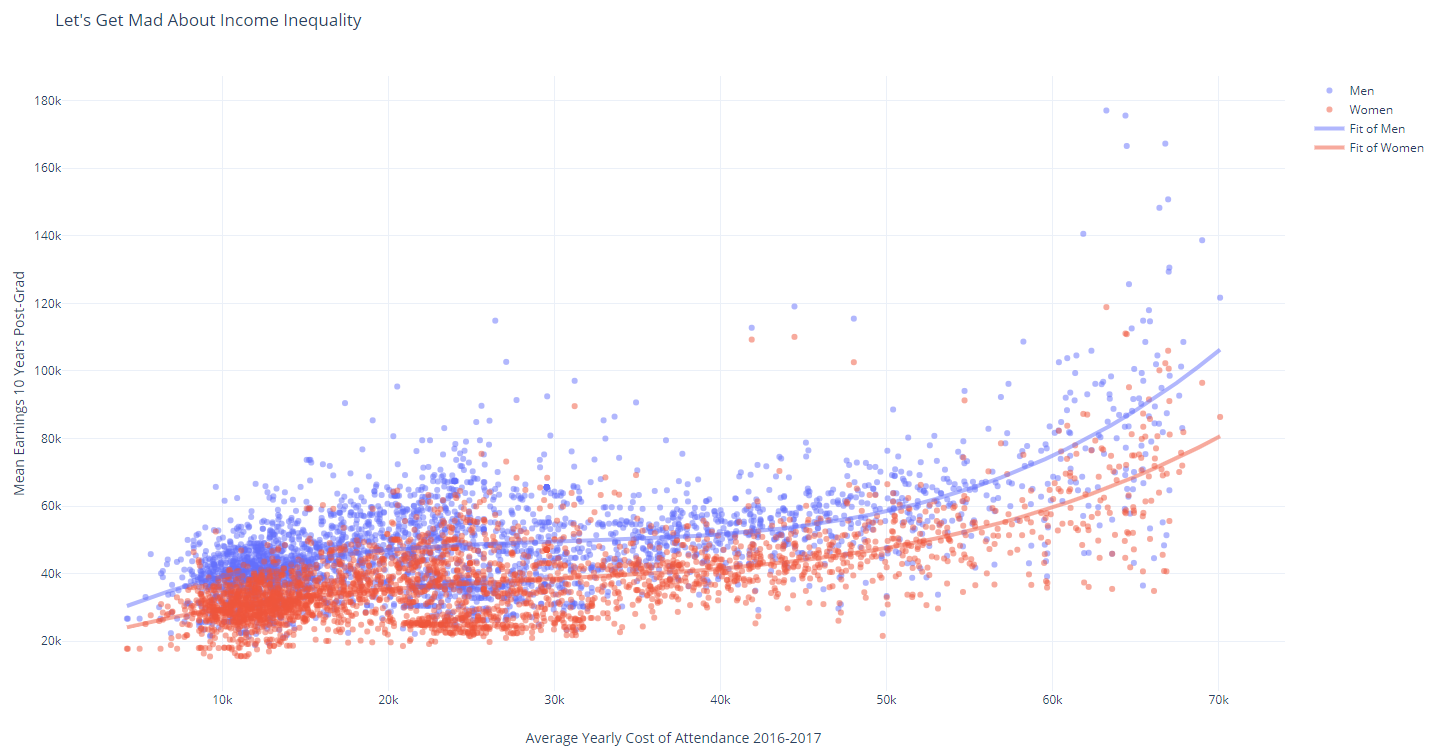 Let's Get Mad About Income Inequality
Men
Women
Fit of Men
Fit of Women
180k
160k
140k
120k
100k
80k
60k
40k
20k
Mean Earnings 10 Years Post-Grad
10k 20k 30k 40k 50k 60k 70k
Average Yearly Cost of Attendance 2016-2017